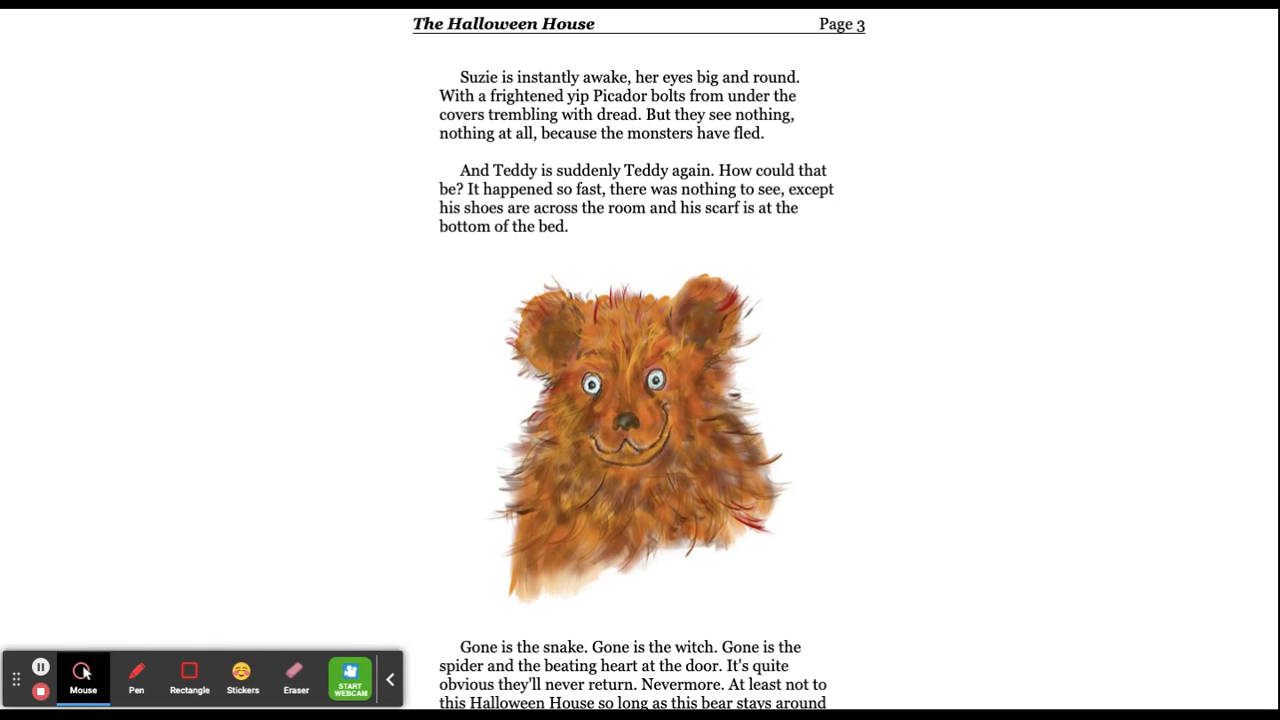 The Halloween House Page 3
Suzie is instantly awake, her eyes big and round.
With a frightened yip Picador bolts from under the
covers trembling with dread. But they see nothing,
nothing at all, because the monsters have fled.
And Teddy is suddenly Teddy again. How could that
be? It happened so fast, there was nothing to see, except
his shoes are across the room and his scarf is at the
bottom of the bed.
Gone is the snake. Gone is the witch. Gone is the
spider and the beating heart at the door. It's quite
obvious they'll never return. Nevermore. At least not to
this Halloween House so long as this bear stays around
Mouse Pen Rectangle Stickers Eraser START
WEBCAM